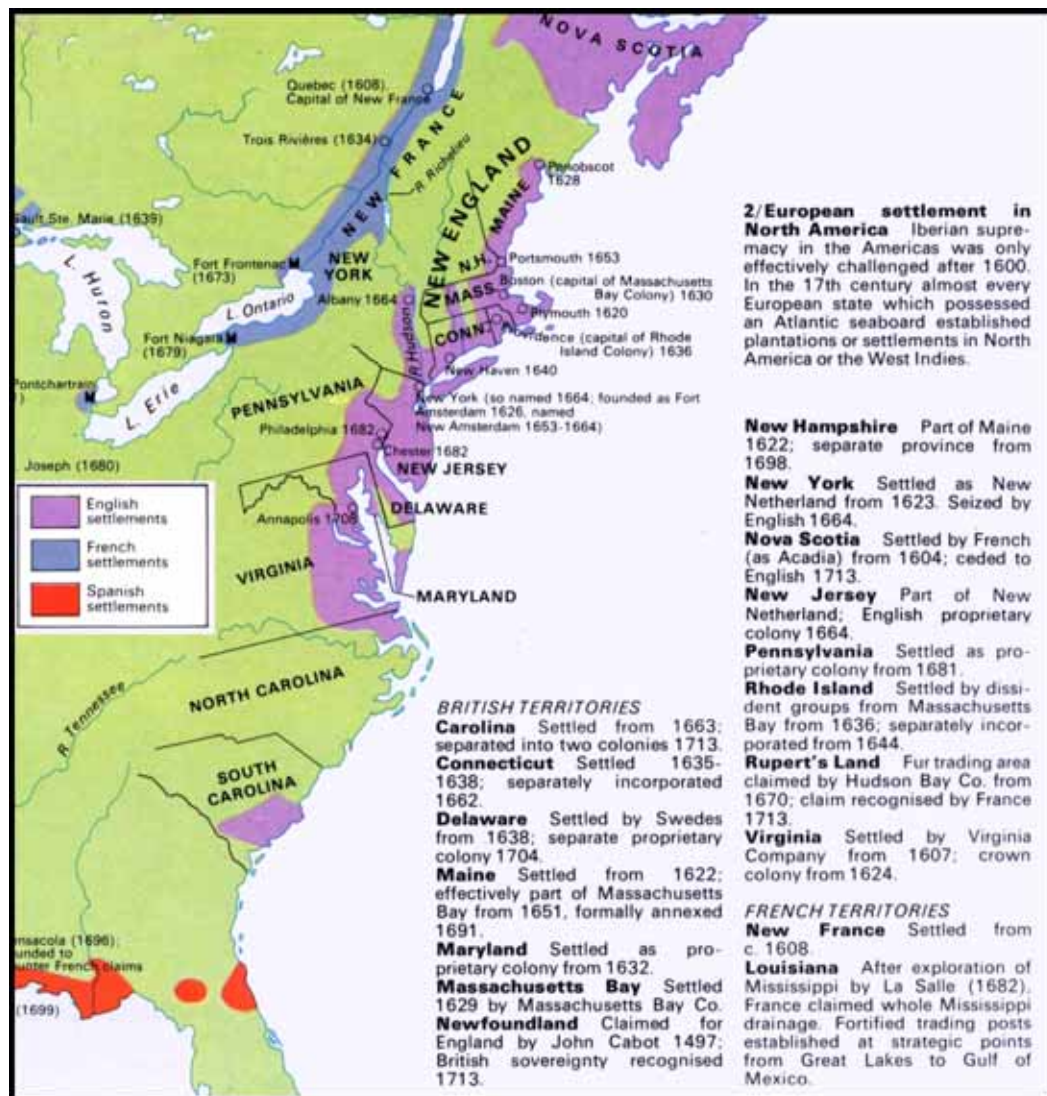 NOVA SCOTIA
Quebec (1608).
Capital of New France
Trois Rivières (1634)
R. Richelieu
NEW FRANCE
NEW ENGLAND
MAINE
Penobscot
1628
Sault Ste. Marie (1639)
L. Huron
Fort Frontenac
(1673)
NEW
YORK
N.H.
Portsmouth 1653
L. Ontario
Albany 1664
MASS
Boston (capital of Massachusetts
Bay Colony) 1630
Plymouth 1620
Fort Niagara
(1679)
R Hudson
CONN.
Providence (capital of Rhode
Island Colony) 1636
New Haven 1640
Pontchartrain
)
L. Erie
PENNSYLVANIA
New York (so named 1664; founded as Fort
Amsterdam 1626, named
New Amsterdam 1653-1664)
Philadelphia 1682
Chester 1682
Joseph (1680)
NEW JERSEY
English
settlements
French
settlements
Spanish
settlements
Annapolis 1708
DELAWARE
VIRGINIA
MARYLAND
R. Tennessee
NORTH CAROLINA
SOUTH
CAROLINA
nsacola (1696);
unded to
unter French claims
(1699)
2/European settlement in
North America Iberian supre-
macy in the Americas was only
effectively challenged after 1600.
In the 17th century almost every
European state which possessed
an Atlantic seaboard established
plantations or settlements in North
America or the West Indies.
BRITISH TERRITORIES
Carolina Settled from 1663;
separated into two colonies 1713.
Connecticut Settled 1635-
1638; separately incorporated
1662.
Delaware Settled by Swedes
from 1638; separate proprietary
colony 1704.
Maine Settled from 1622;
effectively part of Massachusetts
Bay from 1651, formally annexed
1691.
Maryland Settled as pro-
prietary colony from 1632.
Massachusetts Bay Settled
1629 by Massachusetts Bay Co.
Newfoundland Claimed for
England by John Cabot 1497;
British sovereignty recognised
1713.
New Hampshire Part of Maine
1622; separate province from
1698.
New York Settled as New
Netherland from 1623. Seized by
English 1664.
Nova Scotia Settled by French
(as Acadia) from 1604; ceded to
English 1713.
New Jersey Part of New
Netherland; English proprietary
colony 1664.
Pennsylvania Settled as pro-
prietary colony from 1681.
Rhode Island Settled by dissi-
dent groups from Massachusetts
Bay from 1636; separately incor-
porated from 1644.
Rupert's Land Fur trading area
claimed by Hudson Bay Co. from
1670; claim recognised by France
1713.
Virginia Settled by Virginia
Company from 1607; crown
colony from 1624.
FRENCH TERRITORIES
New France Settled from
c. 1608.
Louisiana After exploration of
Mississippi by La Salle (1682).
France claimed whole Mississippi
drainage. Fortified trading posts
established at strategic points
from Great Lakes to Gulf of
Mexico.